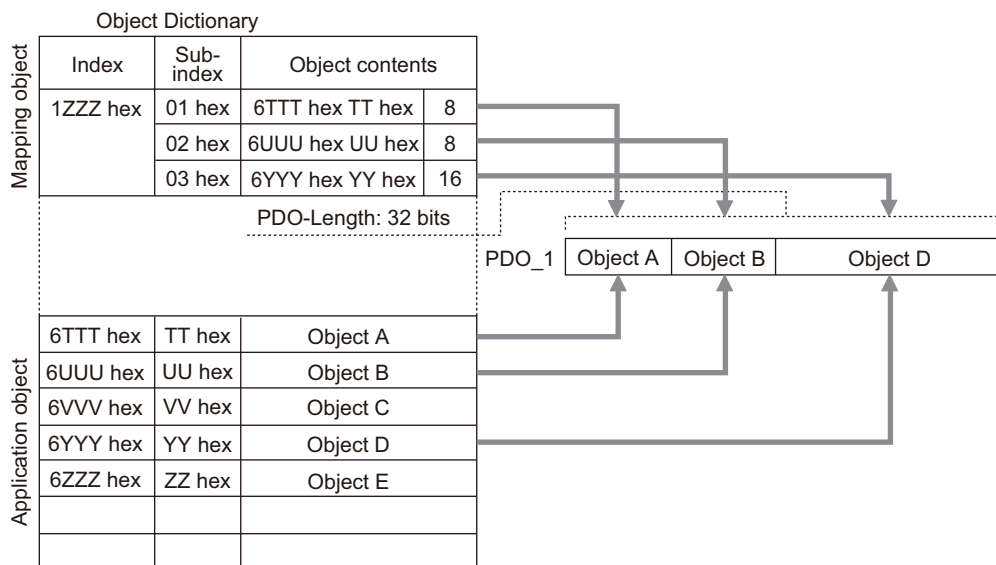 Object Dictionary
Mapping object
Index Sub-index Object contents
1ZZZ hex 01 hex 6TTT hex TT hex 8
02 hex 6UUU hex UU hex 8
03 hex 6YYY hex YY hex 16
PDO-Length: 32 bits
PDO_1 Object A Object B Object D
Application object
6TTT hex TT hex Object A
6UUU hex UU hex Object B
6VVV hex VV hex Object C
6YYY hex YY hex Object D
6ZZZ hex ZZ hex Object E